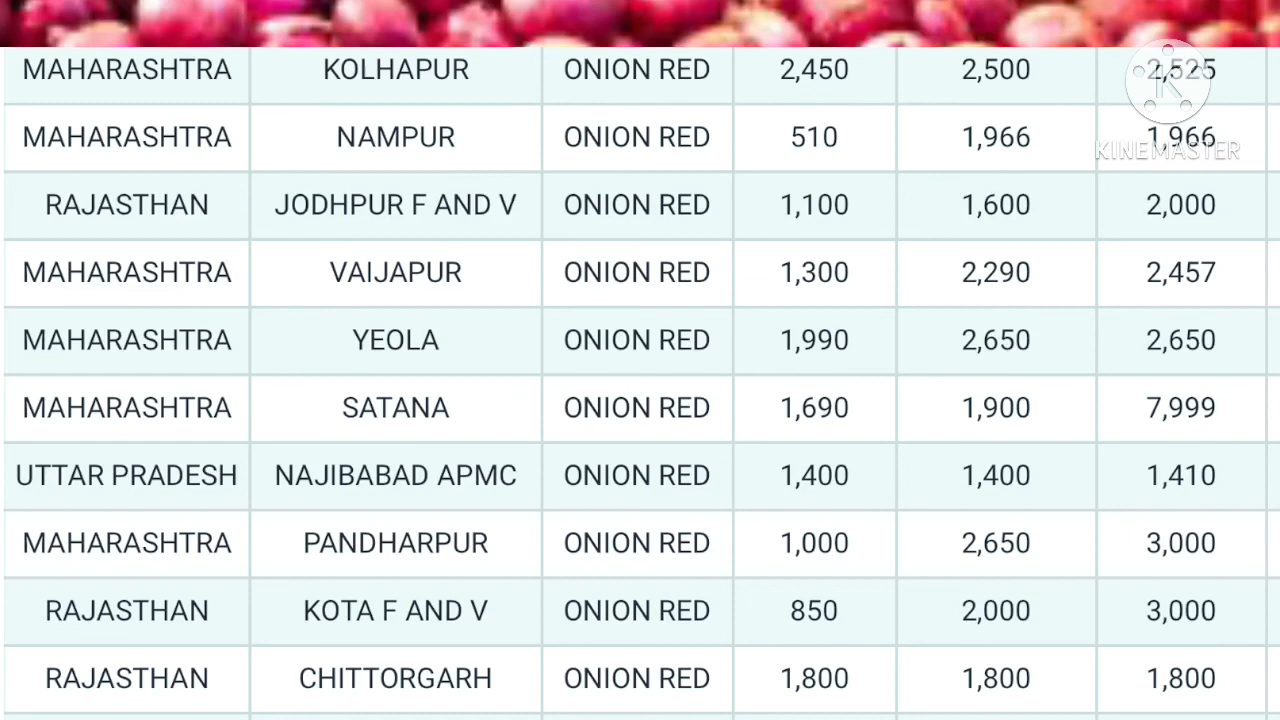 MAHARASHTRA KOLHAPUR ONION RED 2,450 2,500 2,525
MAHARASHTRA NAMPUR ONION RED 510 1,966 1,966
KINEMASTER
RAJASTHAN JODHPUR F AND V ONION RED 1,100 1,600 2,000
MAHARASHTRA VAIJAPUR ONION RED 1,300 2,290 2,457
MAHARASHTRA YEOLA ONION RED 1,990 2,650 2,650
MAHARASHTRA SATANA ONION RED 1,690 1,900 7,999
UTTAR PRADESH NAJIBABAD APMC ONION RED 1,400 1,400 1,410
MAHARASHTRA PANDHARPUR ONION RED 1,000 2,650 3,000
RAJASTHAN KOTA F AND V ONION RED 850 2,000 3,000
RAJASTHAN CHITTORGARH ONION RED 1,800 1,800 1,800